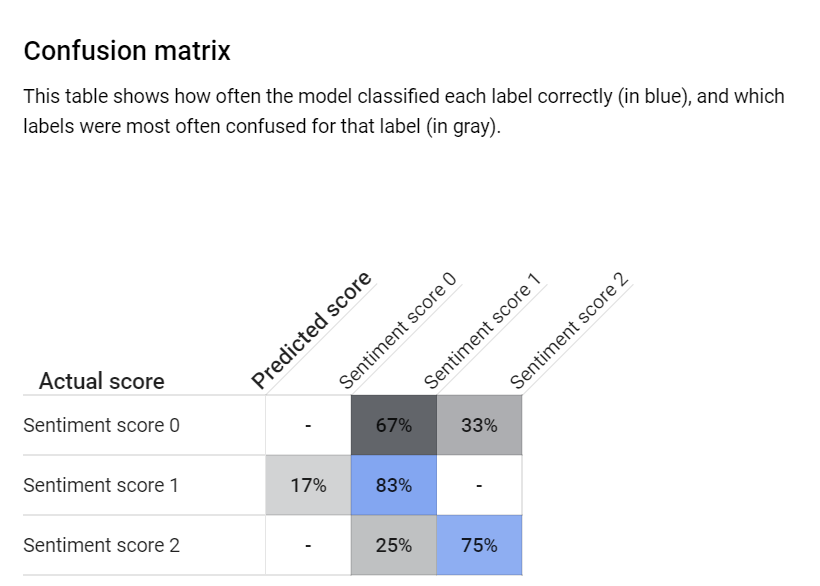 Confusion matrix
This table shows how often the model classified each label correctly (in blue), and which
labels were most often confused for that label (in gray).
Actual score Predicted score Sentiment score 0 Sentiment score 1 Sentiment score 2
Sentiment score 0 - 67% 33%
Sentiment score 1 17% 83% -
Sentiment score 2 - 25% 75%